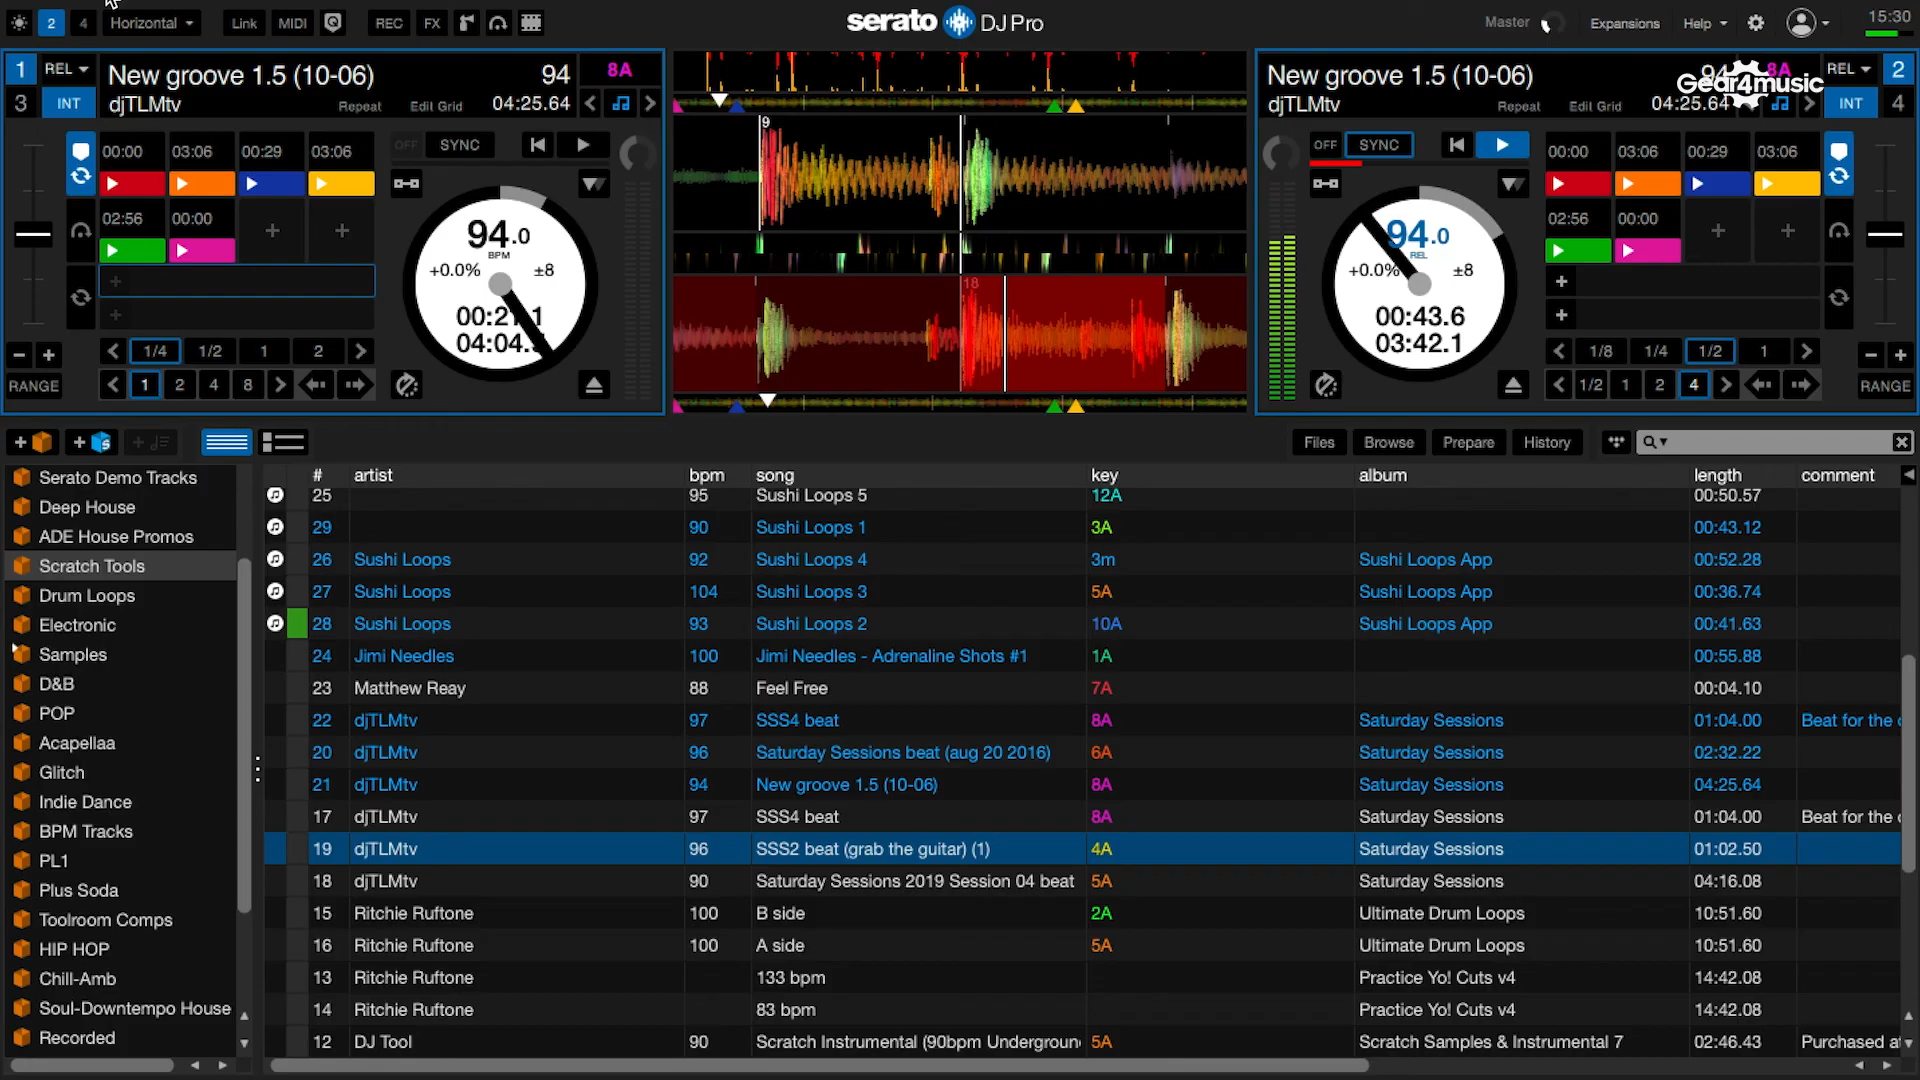 2 4 Horizontal Link MIDI REC FX serato DJ Pro Master Expansions Help 15:30
1 REL New groove 1.5 (10-06) 94 8A
3 INT djTLMtv Repeat Edit Grid 04:25.64
00:00 03:06 00:29 03:06 OFF SYNC
02:56 00:00
94.0
BPM
+0.0% ±8
04:04.
1/4 1/2 1 2
RANGE 1 2 4 8
9
18
New groove 1.5 (10-06) 94 8A REL 2
Gear4music
djTLMtv Repeat Edit Grid 04:25.64 INT 4
OFF SYNC 00:00 03:06 00:29 03:06
02:56 00:00
94.0
REL
+0.0% ±8
00:43.6
03:42.1
1/8 1/4 1/2 1
1/2 1 2 4 RANGE
Files Browse Prepare History
Serato Demo Tracks
Deep House
ADE House Promos
Scratch Tools
Drum Loops
Electronic
Samples
D&B
POP
Acapellaa
Glitch
Indie Dance
BPM Tracks
PL1
Plus Soda
Toolroom Comps
HIP HOP
Chill-Amb
Soul-Downtempo House
Recorded
# artist bpm song key album length comment
25 95 Sushi Loops 5 12A 00:50.57
29 90 Sushi Loops 1 3A 00:43.12
26 Sushi Loops 92 Sushi Loops 4 3m Sushi Loops App 00:52.28
27 Sushi Loops 104 Sushi Loops 3 5A Sushi Loops App 00:36.74
28 Sushi Loops 93 Sushi Loops 2 10A Sushi Loops App 00:41.63
24 Jimi Needles 100 Jimi Needles - Adrenaline Shots #1 1A 00:55.88
23 Matthew Reay 88 Feel Free 7A 00:04.10
22 djTLMtv 97 SSS4 beat 8A Saturday Sessions 01:04.00 Beat for the
20 djTLMtv 96 Saturday Sessions beat (aug 20 2016) 6A Saturday Sessions 02:32.22
21 djTLMtv 94 New groove 1.5 (10-06) 8A Saturday Sessions 04:25.64
17 djTLMtv 97 SSS4 beat 8A Saturday Sessions 01:04.00 Beat for the
19 djTLMtv 96 SSS2 beat (grab the guitar) (1) 4A Saturday Sessions 01:02.50
18 djTLMtv 90 Saturday Sessions 2019 Session 04 beat 5A Saturday Sessions 04:16.08
15 Ritchie Ruftone 100 B side 2A Ultimate Drum Loops 10:51.60
16 Ritchie Ruftone 100 A side 5A Ultimate Drum Loops 10:51.60
13 Ritchie Ruftone 133 bpm Practice Yo! Cuts v4 14:42.08
14 Ritchie Ruftone 83 bpm Practice Yo! Cuts v4 14:42.08
12 DJ Tool 90 Scratch Instrumental (90bpm Undergroun 5A Scratch Samples & Instrumental 7 02:46.43 Purchased a